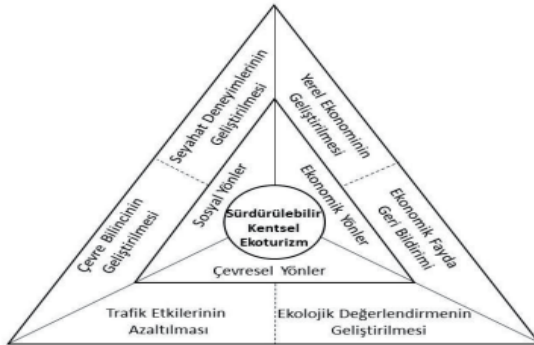 Seyahat Deneyimlerinin
Geliştirilmesi
Yerel Ekonominin
Geliştirilmesi
Çevre Bilincinin
Geliştirilmesi
Sosyal Yönler
Ekonomik Yönler
Ekonomik Fayda
Geri Bildirimi
Sürdürülebilir
Kentsel
Ekoturizm
Çevresel Yönler
Trafik Etkilerinin
Azaltılması
Ekolojik Değerlendirmenin
Geliştirilmesi